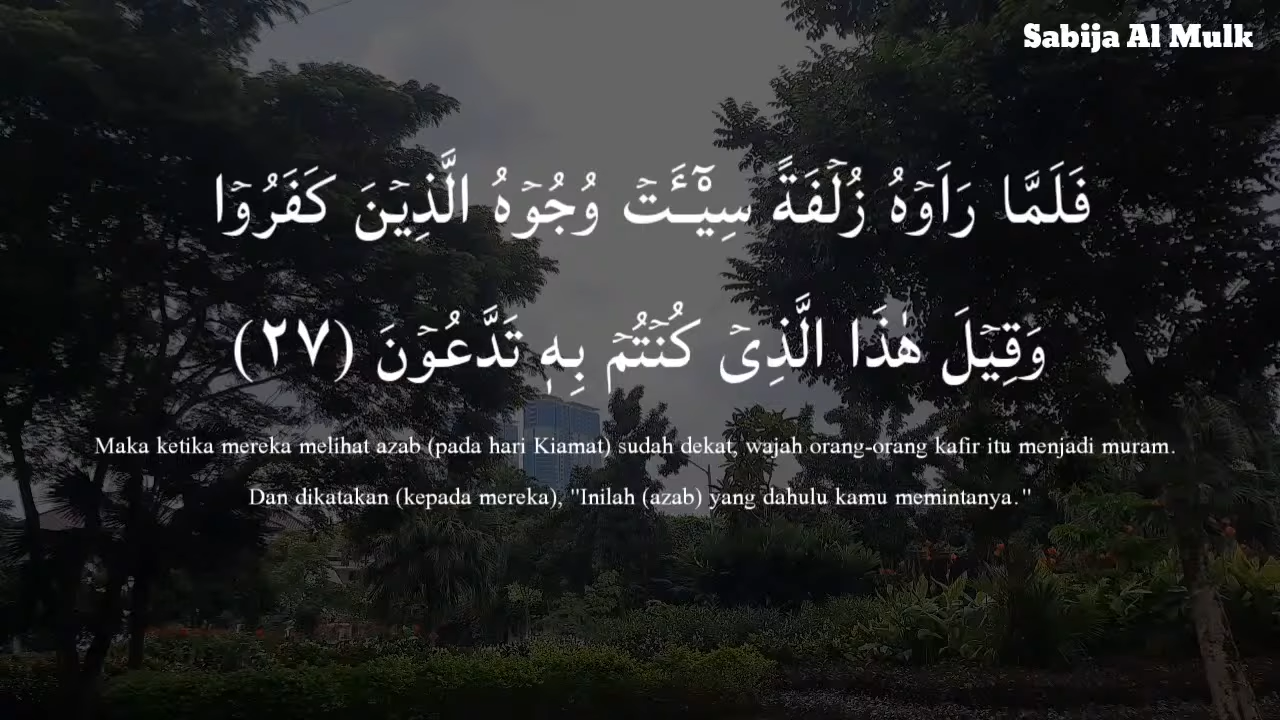 Sabija Al Mulk
فَلَمَّا رَاَوْهُ زُلْفَةً سِيْۤـَٔتْ وُجُوْهُ الَّذِيْنَ كَفَرُوْا
وَقِيْلَ هٰذَا الَّذِيْ كُنْتُمْ بِهٖ تَدَّعُوْنَ (٢٧)
Maka ketika mereka melihat azab (pada hari Kiamat) sudah dekat, wajah orang-orang kafir itu menjadi muram.
Dan dikatakan (kepada mereka), "Inilah (azab) yang dahulu kamu memintanya."